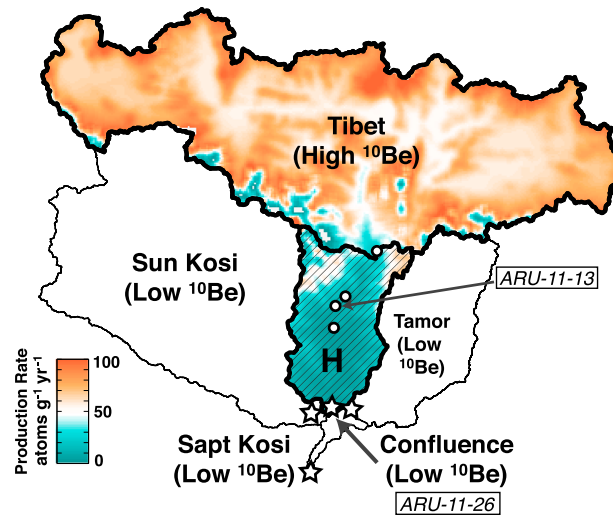 Tibet
(High ¹⁰Be)
Sun Kosi
(Low ¹⁰Be)
ARU-11-13
Tamor
(Low
¹⁰Be)
H
Production Rate
atoms g⁻¹ yr⁻¹
100
50
0
Sapt Kosi
(Low ¹⁰Be)
Confluence
(Low ¹⁰Be)
ARU-11-26